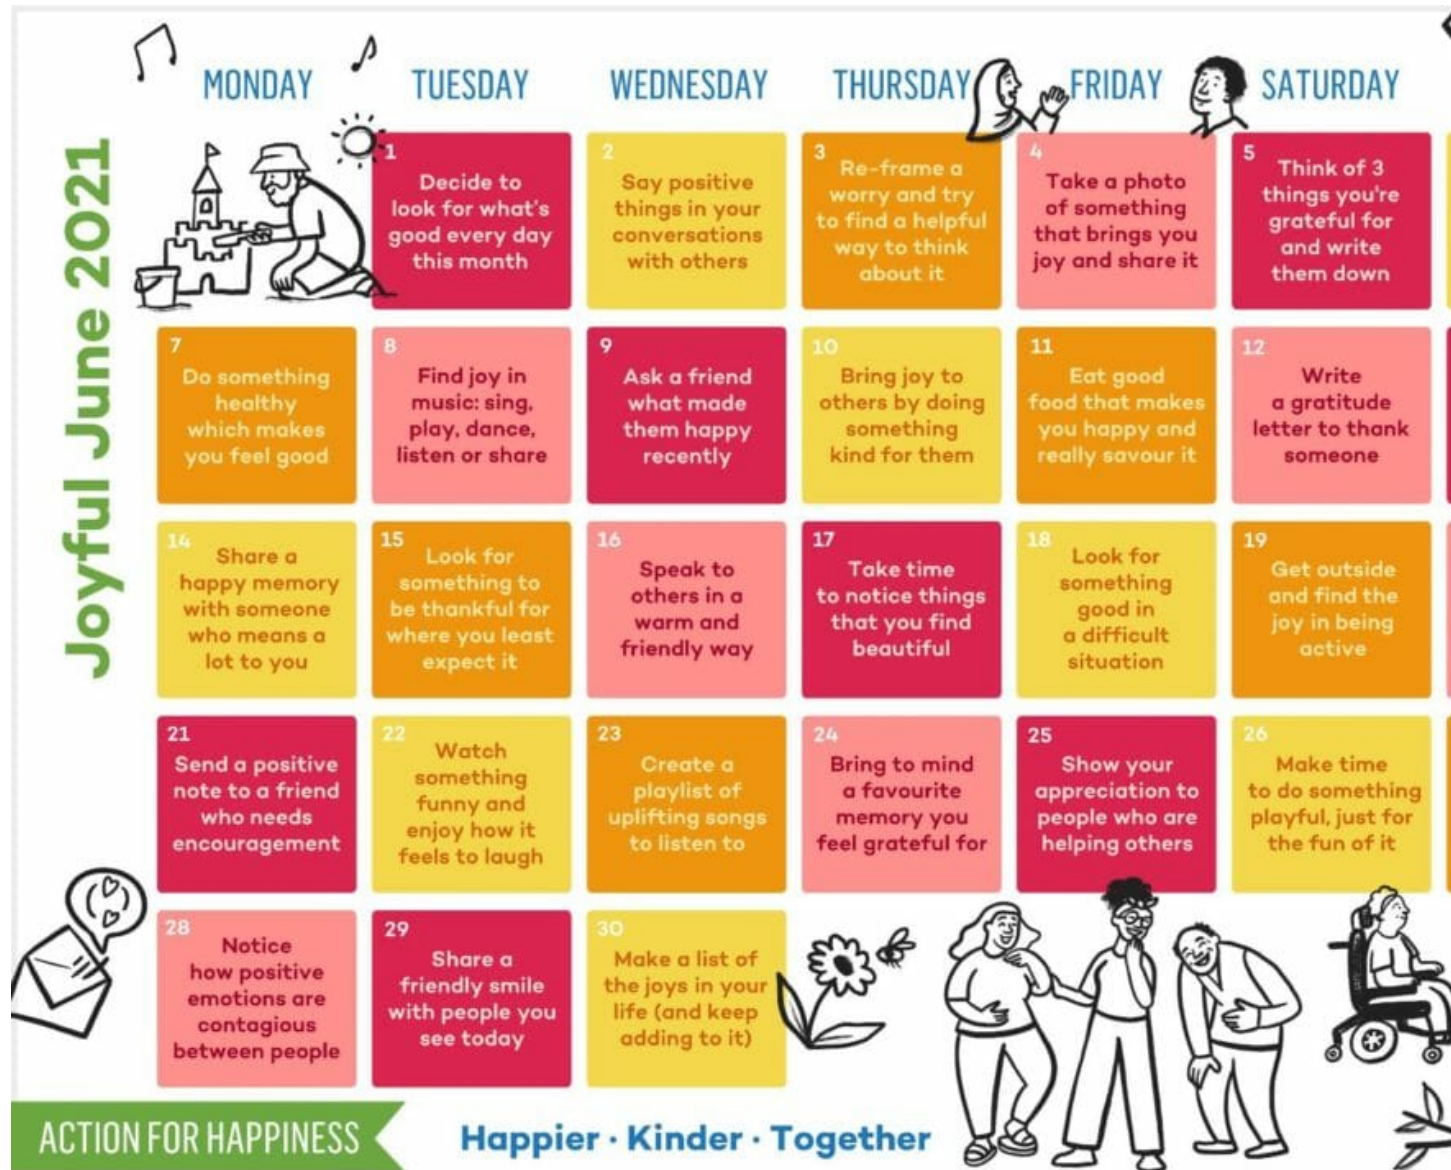 MONDAY TUESDAY WEDNESDAY THURSDAY FRIDAY SATURDAY
Joyful June 2021
1
Decide to
look for what's
good every day
this month
2
Say positive
things in your
conversations
with others
3
Re-frame a
worry and try
to find a helpful
way to think
about it
4
Take a photo
of something
that brings you
joy and share it
5
Think of 3
things you're
grateful for
and write
them down
7
Do something
healthy
which makes
you feel good
8
Find joy in
music: sing,
play, dance,
listen or share
9
Ask a friend
what made
them happy
recently
10
Bring joy to
others by doing
something
kind for them
11
Eat good
food that makes
you happy and
really savour it
12
Write
a gratitude
letter to thank
someone
14
Share a
happy memory
with someone
who means a
lot to you
15
Look for
something to
be thankful for
where you least
expect it
16
Speak to
others in a
warm and
friendly way
17
Take time
to notice things
that you find
beautiful
18
Look for
something
good in
a difficult
situation
19
Get outside
and find the
joy in being
active
21
Send a positive
note to a friend
who needs
encouragement
22
Watch
something
funny and
enjoy how it
feels to laugh
23
Create a
playlist of
uplifting songs
to listen to
24
Bring to mind
a favourite
memory you
feel grateful for
25
Show your
appreciation to
people who are
helping others
26
Make time
to do something
playful, just for
the fun of it
28
Notice
how positive
emotions are
contagious
between people
29
Share a
friendly smile
with people you
see today
30
Make a list of
the joys in your
life (and keep
adding to it)
ACTION FOR HAPPINESS
Happier · Kinder · Together